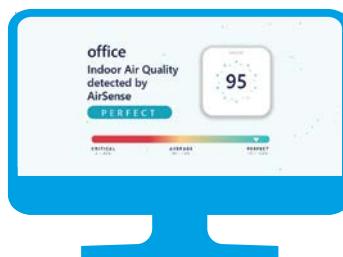 office
Indoor Air Quality
detected by
AirSense
PERFECT
95
CRITICAL AVERAGE PERFECT